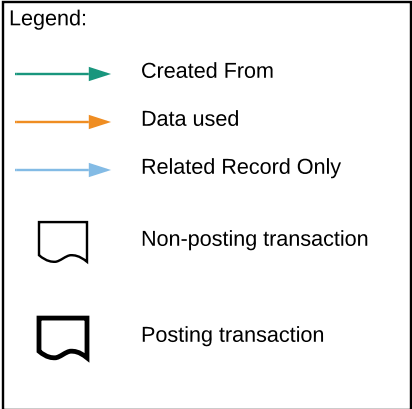 Legend:
Created From
Data used
Related Record Only
Non-posting transaction
Posting transaction